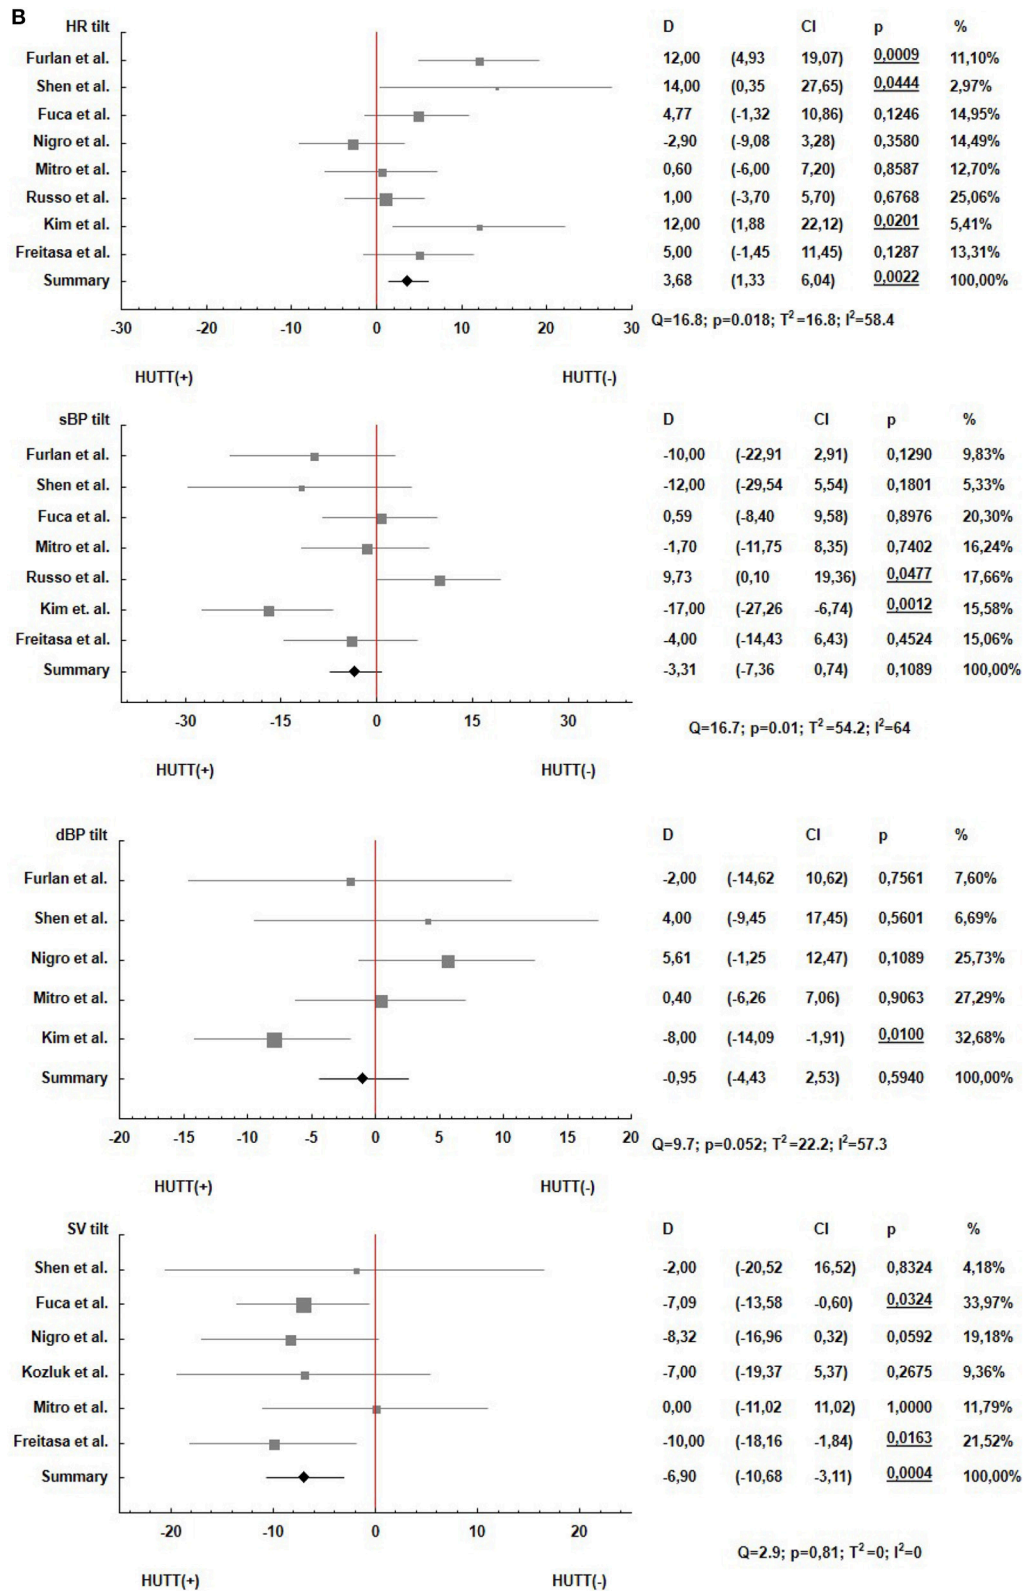 B
HR tilt D CI p %
Furlan et al. 12,00 (4,93 19,07) 0,0009 11,10%
Shen et al. 14,00 (0,35 27,65) 0,0444 2,97%
Fuca et al. 4,77 (-1,32 10,86) 0,1246 14,95%
Nigro et al. -2,90 (-9,08 3,28) 0,3580 14,49%
Mitro et al. 0,60 (-6,00 7,20) 0,8587 12,70%
Russo et al. 1,00 (-3,70 5,70) 0,6768 25,06%
Kim et al. 12,00 (1,88 22,12) 0,0201 5,41%
Freitasa et al. 5,00 (-1,45 11,45) 0,1287 13,31%
Summary 3,68 (1,33 6,04) 0,0022 100,00%
-30 -20 -10 0 10 20 30
Q=16.8; p=0.018; T²=16.8; I²=58.4
HUTT(+) HUTT(-)
sBP tilt D CI p %
Furlan et al. -10,00 (-22,91 2,91) 0,1290 9,83%
Shen et al. -12,00 (-29,54 5,54) 0,1801 5,33%
Fuca et al. 0,59 (-8,40 9,58) 0,8976 20,30%
Mitro et al. -1,70 (-11,75 8,35) 0,7402 16,24%
Russo et al. 9,73 (0,10 19,36) 0,0477 17,66%
Kim et. al. -17,00 (-27,26 -6,74) 0,0012 15,58%
Freitasa et al. -4,00 (-14,43 6,43) 0,4524 15,06%
Summary -3,31 (-7,36 0,74) 0,1089 100,00%
-30 -15 0 15 30
Q=16.7; p=0.01; T²=54.2; I²=64
HUTT(+) HUTT(-)
dBP tilt D CI p %
Furlan et al. -2,00 (-14,62 10,62) 0,7561 7,60%
Shen et al. 4,00 (-9,45 17,45) 0,5601 6,69%
Nigro et al. 5,61 (-1,25 12,47) 0,1089 25,73%
Mitro et al. 0,40 (-6,26 7,06) 0,9063 27,29%
Kim et al. -8,00 (-14,09 -1,91) 0,0100 32,68%
Summary -0,95 (-4,43 2,53) 0,5940 100,00%
-20 -15 -10 -5 0 5 10 15 20
Q=9.7; p=0.052; T²=22.2; I²=57.3
HUTT(+) HUTT(-)
SV tilt D CI p %
Shen et al. -2,00 (-20,52 16,52) 0,8324 4,18%
Fuca et al. -7,09 (-13,58 -0,60) 0,0324 33,97%
Nigro et al. -8,32 (-16,96 0,32) 0,0592 19,18%
Kozluk et al. -7,00 (-19,37 5,37) 0,2675 9,36%
Mitro et al. 0,00 (-11,02 11,02) 1,0000 11,79%
Freitasa et al. -10,00 (-18,16 -1,84) 0,0163 21,52%
Summary -6,90 (-10,68 -3,11) 0,0004 100,00%
-20 -10 0 10 20
Q=2.9; p=0,81; T²=0; I²=0
HUTT(+) HUTT(-)